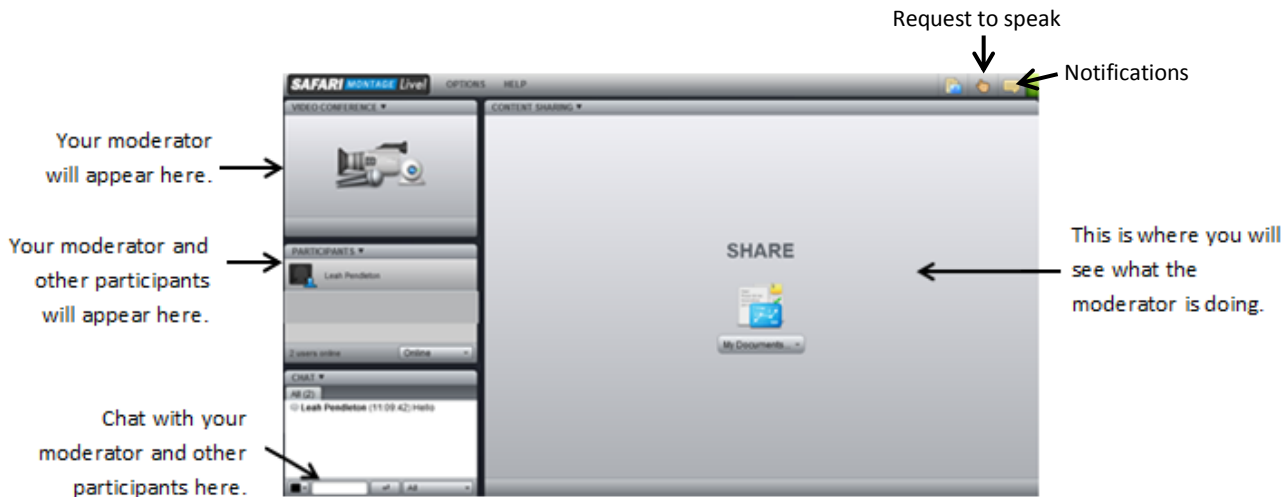 Request to speak
Notifications
SAFARI MONTAGE Live! OPTIONS HELP
VIDEO CONFERENCE
CONTENT SHARING
Your moderator
will appear here.
Your moderator and
other participants
will appear here.
PARTICIPANTS
Leah Pendleton
2 users online
Online
SHARE
My Documents...
This is where you will
see what the
moderator is doing.
CHAT
All (2)
Leah Pendleton (11:09:42) Hello
Chat with your
moderator and other
participants here.
All